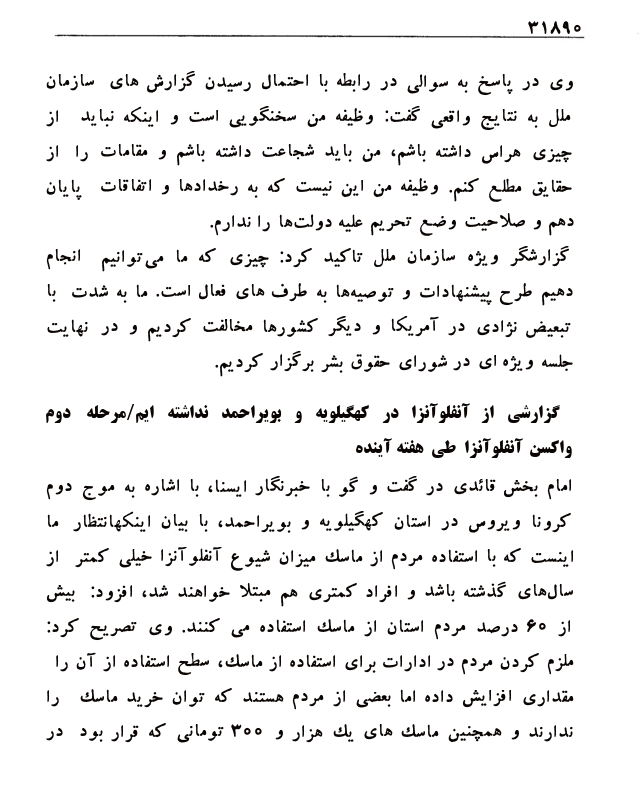 ۳۱۸۹۰
وی در پاسخ به سوالی در رابطه با احتمال رسیدن گزارش های سازمان
ملل به نتایج واقعی گفت: وظیفه من سخنگویی است و اینکه نباید از
چیزی هراس داشته باشم، من باید شجاعت داشته باشم و مقامات را از
حقایق مطلع کنم. وظیفه من این نیست که به رخدادها و اتفاقات پایان
دهم و صلاحیت وضع تحریم علیه دولت‌ها را ندارم.
گزارشگر ویژه سازمان ملل تاکید کرد: چیزی که ما می‌توانیم انجام
دهیم طرح پیشنهادات و توصیه‌ها به طرف های فعال است. ما به شدت با
تبعیض نژادی در آمریکا و دیگر کشورها مخالفت کردیم و در نهایت
جلسه ویژه ای در شورای حقوق بشر برگزار کردیم.
گزارشی از آنفلوآنزا در کهگیلویه و بویراحمد نداشته ایم/مرحله دوم
واکسن آنفلوآنزا طی هفته آینده
امام بخش قائدی در گفت و گو با خبرنگار ایسنا، با اشاره به موج دوم
کرونا ویروس در استان کهگیلویه و بویراحمد، با بیان اینکهانتظار ما
اینست که با استفاده مردم از ماسک میزان شیوع آنفلوآنزا خیلی کمتر از
سال‌های گذشته باشد و افراد کمتری هم مبتلا خواهند شد، افزود: بیش
از ۶۰ درصد مردم استان از ماسک استفاده می کنند. وی تصریح کرد:
ملزم کردن مردم در ادارات برای استفاده از ماسک، سطح استفاده از آن را
مقداری افزایش داده اما بعضی از مردم هستند که توان خرید ماسک را
ندارند و همچنین ماسک های یک هزار و ۳۰۰ تومانی که قرار بود در